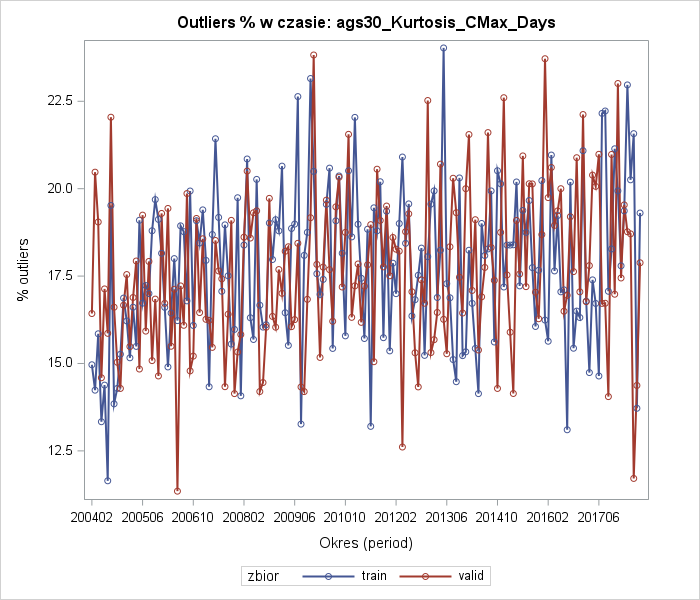 Outliers % w czasie: ags30_Kurtosis_CMax_Days
% outliers
22.5
20.0
17.5
15.0
12.5
200402 200506 200610 200802 200906 201010 201202 201306 201410 201602 201706
Okres (period)
zbior train valid